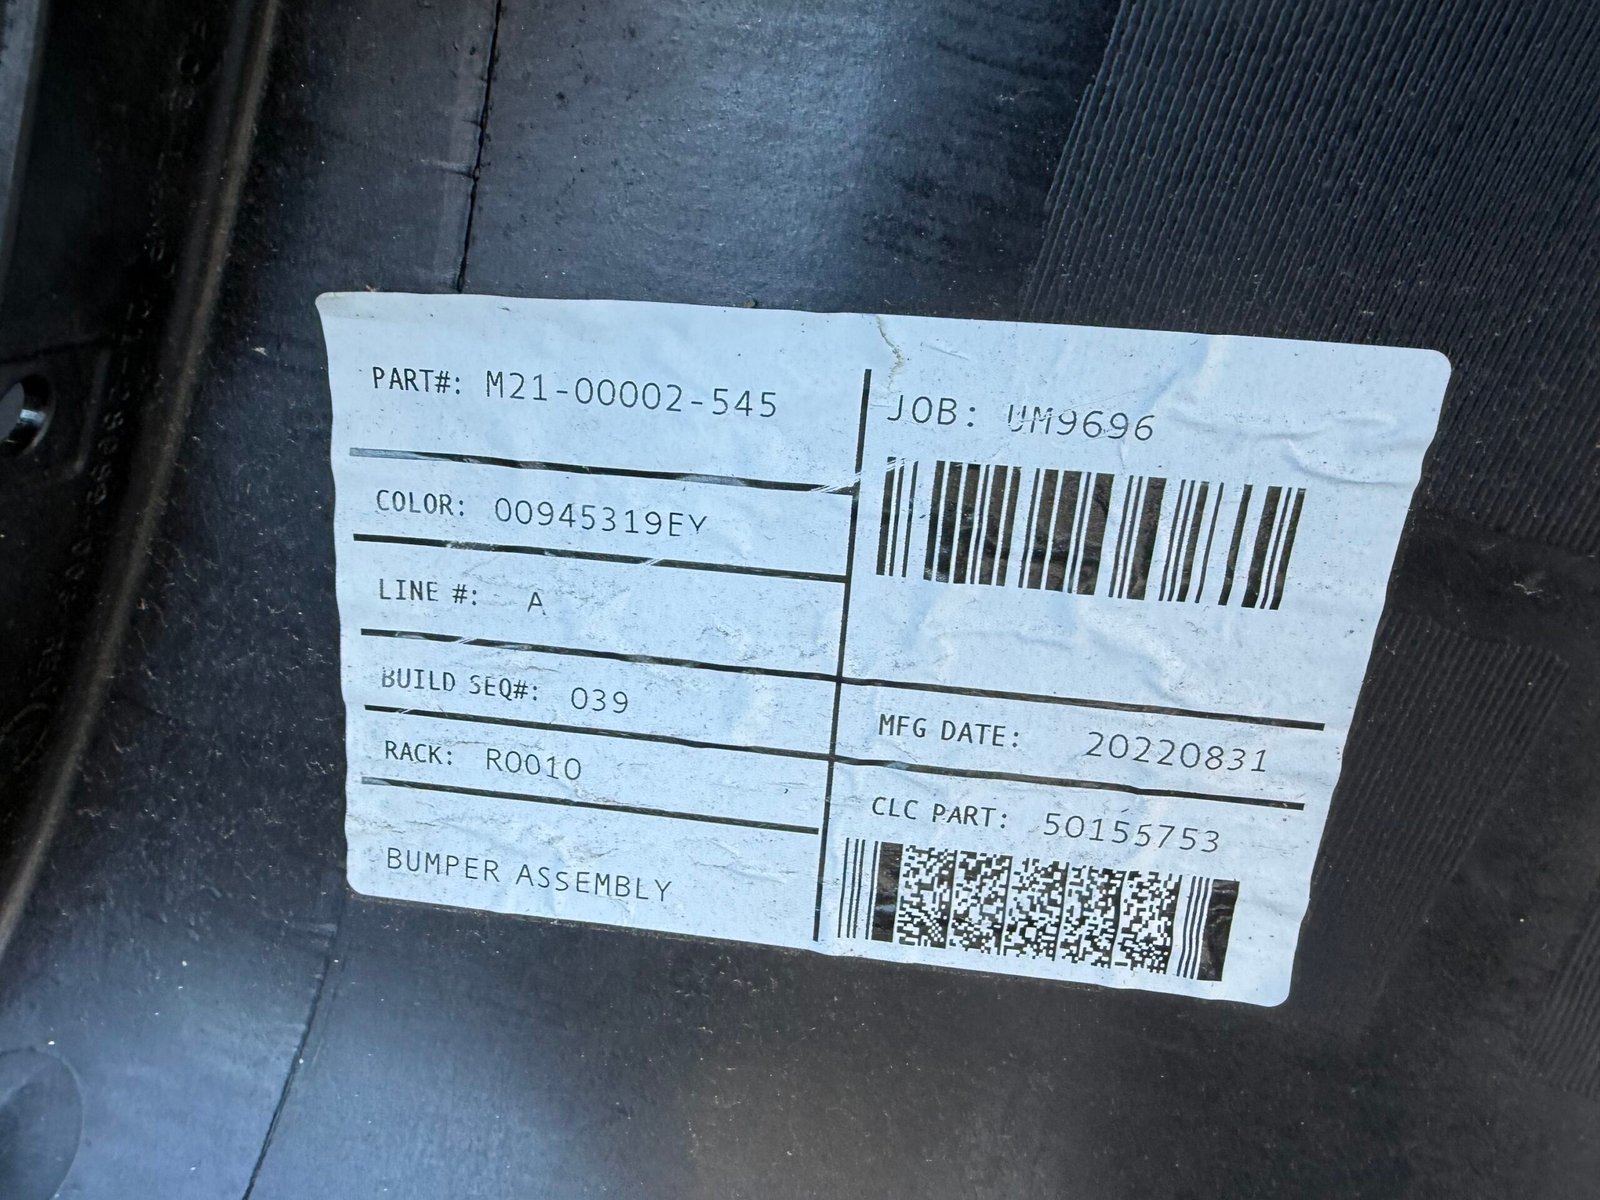 PART#: M21-00002-545
COLOR: 00945319EY
LINE #: A
BUILD SEQ#: 039
RACK: R0010
BUMPER ASSEMBLY
JOB: UM9696
MFG DATE: 20220831
CLC PART: 50155753